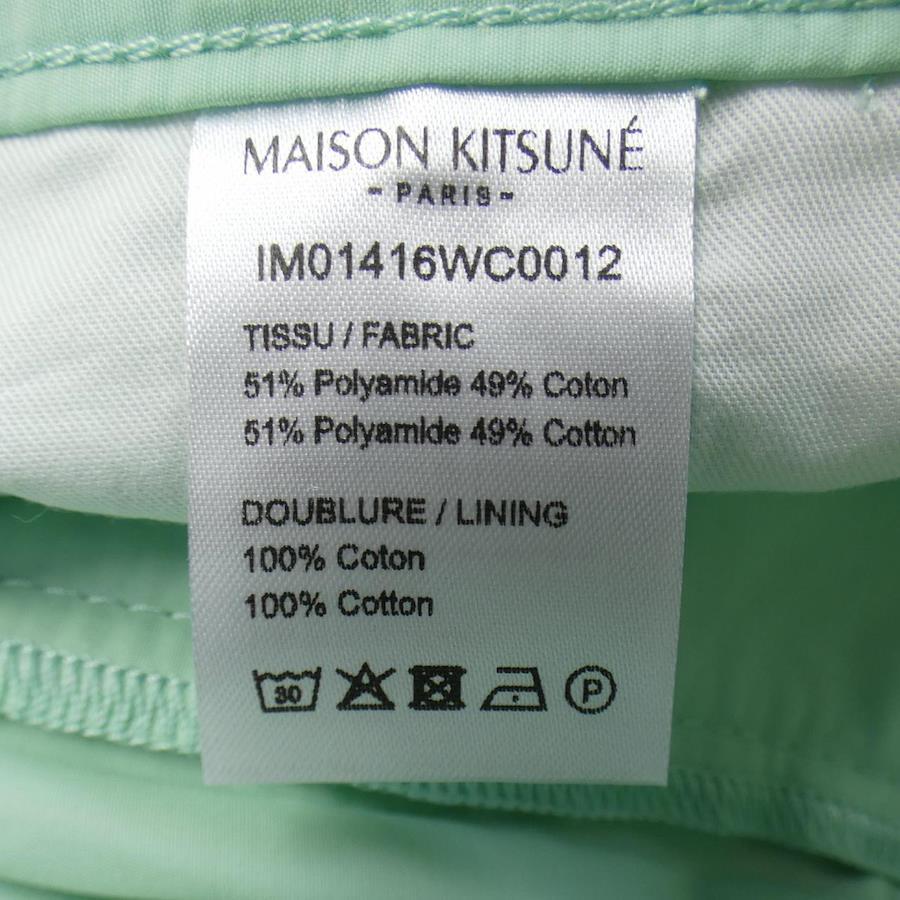 MAISON KITSUNÉ
- PARIS -
IM01416WC0012
TISSU / FABRIC
51% Polyamide 49% Coton
51% Polyamide 49% Cotton
DOUBLURE / LINING
100% Coton
100% Cotton
30 P